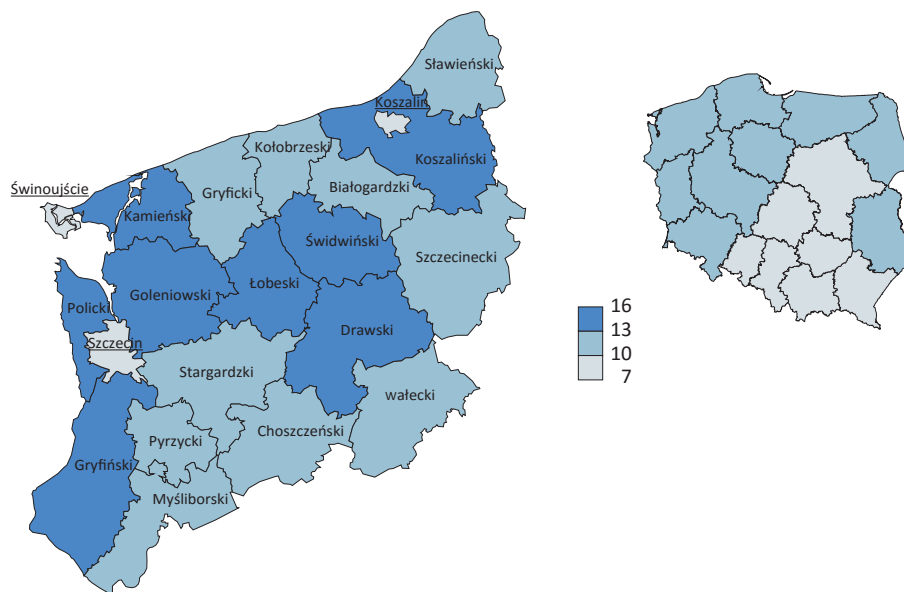 Sławieński
Koszalin
Kołobrzeski
Koszaliński
Białogardzki
Gryficki
Świnoujście
Kamieński
Świdwiński
Szczecinecki
Łobeski
Goleniowski
Policki
Drawski
Szczecin
Stargardzki
wałecki
Choszczeński
Pyrzycki
Gryfiński
Myśliborski
16
13
10
7